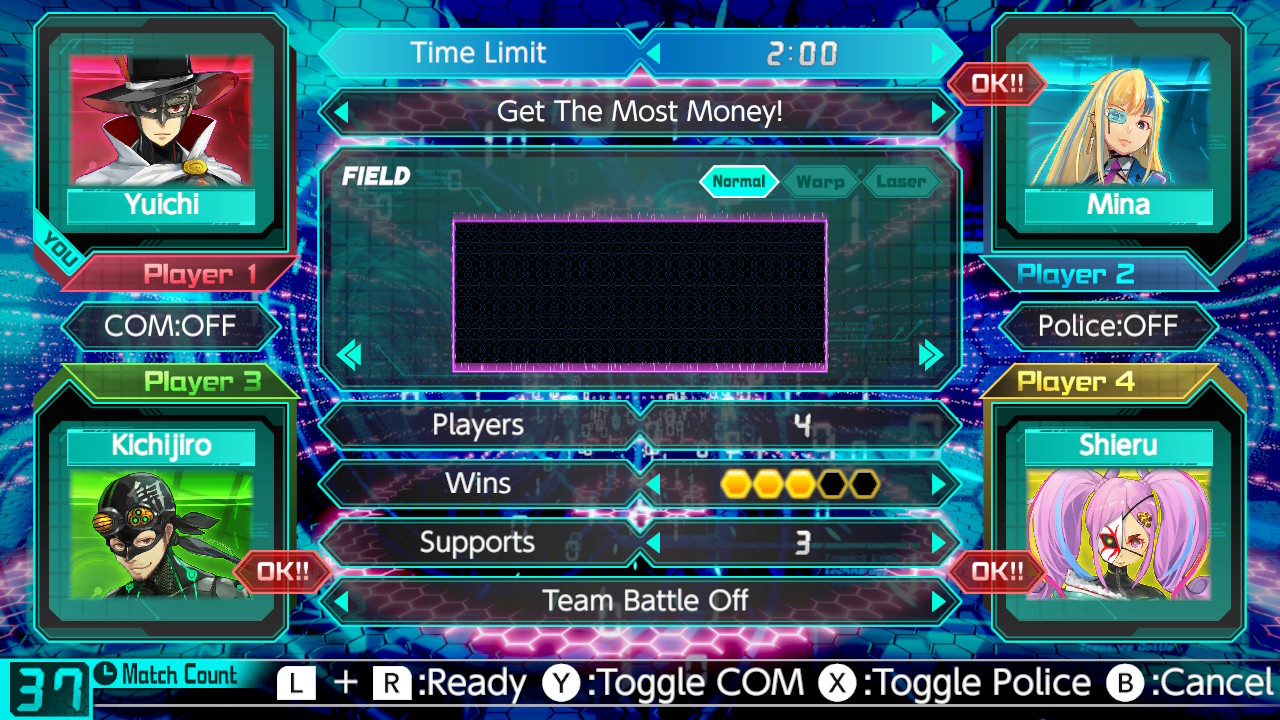 Time Limit 2:00
OK!!
Get The Most Money!
FIELD
Normal Warp Laser
Yuichi
Mina
YOU
Player 1
Player 2
COM:OFF
Police:OFF
Player 3
Player 4
Players 4
Kichijiro
Shieru
Wins
Supports 3
OK!!
OK!!
Team Battle Off
37 Match Count
L + R :Ready Y :Toggle COM X :Toggle Police B :Cancel